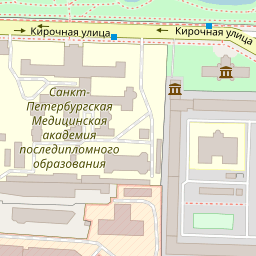 Кирочная улица
Кирочная улица
Санкт-
Петербургская
Медицинская
академия
последипломного
образования